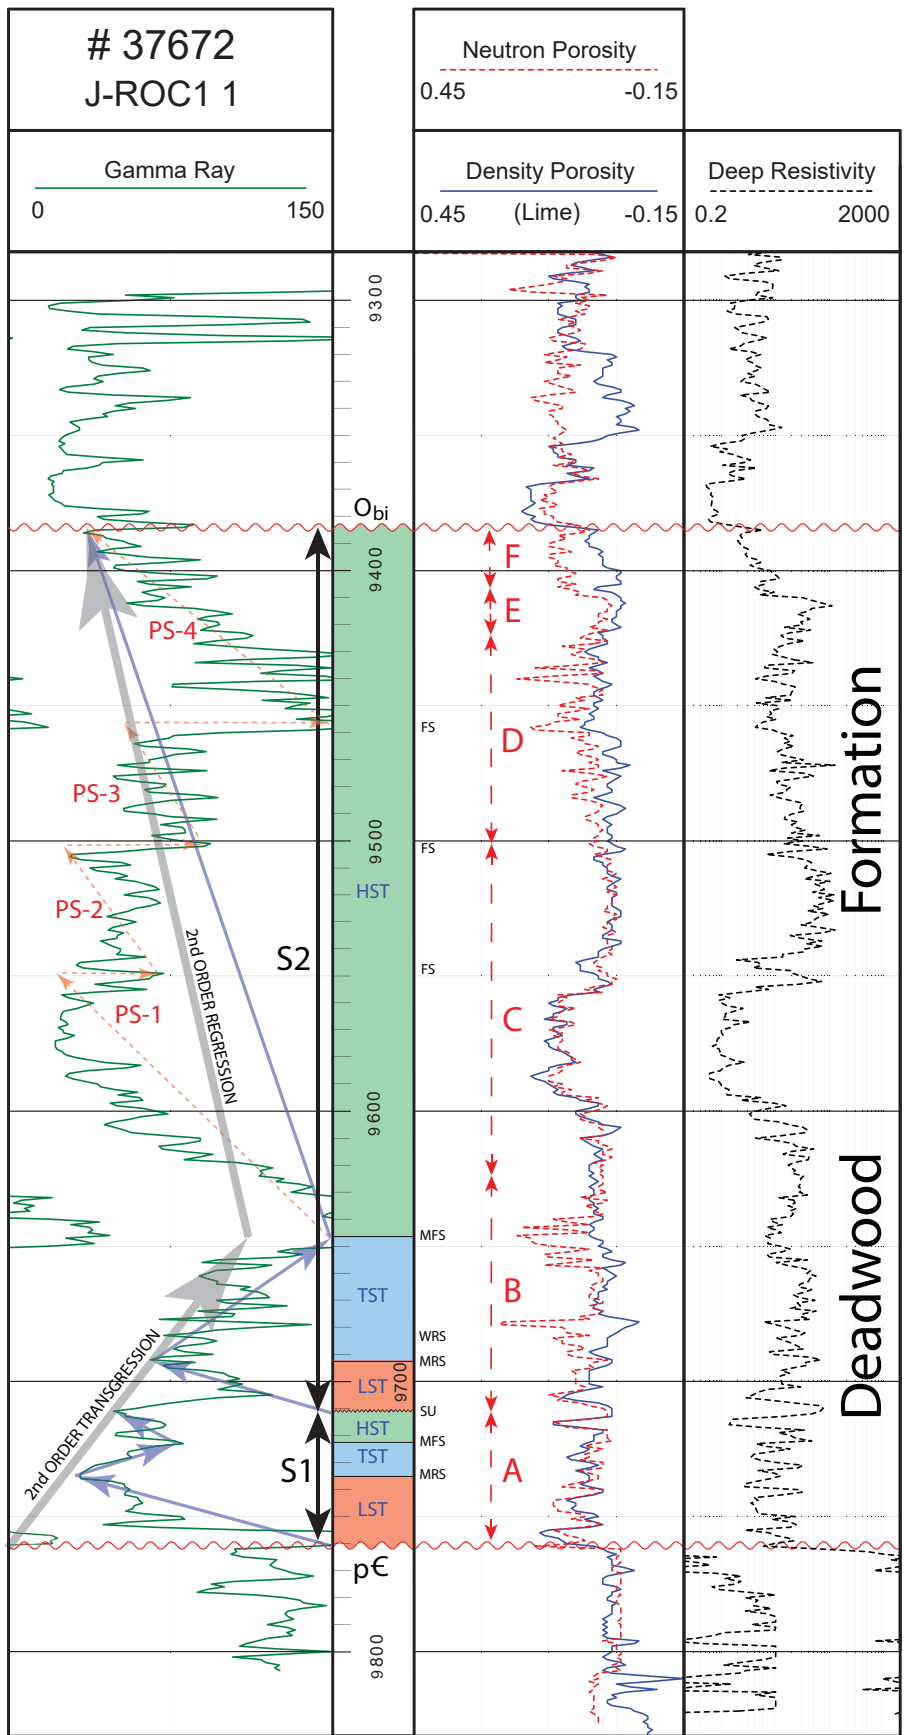 # 37672
J-ROC1 1
Neutron Porosity
0.45 -0.15
Gamma Ray
0 150
Density Porosity
0.45 (Lime) -0.15
Deep Resistivity
0.2 2000
9300
Obi
F
9400
E
PS-4
FS
D
PS-3
9500
FS
HST
PS-2
2nd ORDER REGRESSION
S2
FS
PS-1
C
9600
Formation
MFS
B
TST
WRS
MRS
2nd ORDER TRANSGRESSION
LST
9700
SU
HST
MFS
TST
S1
A
MRS
LST
Deadwood
p€
9800